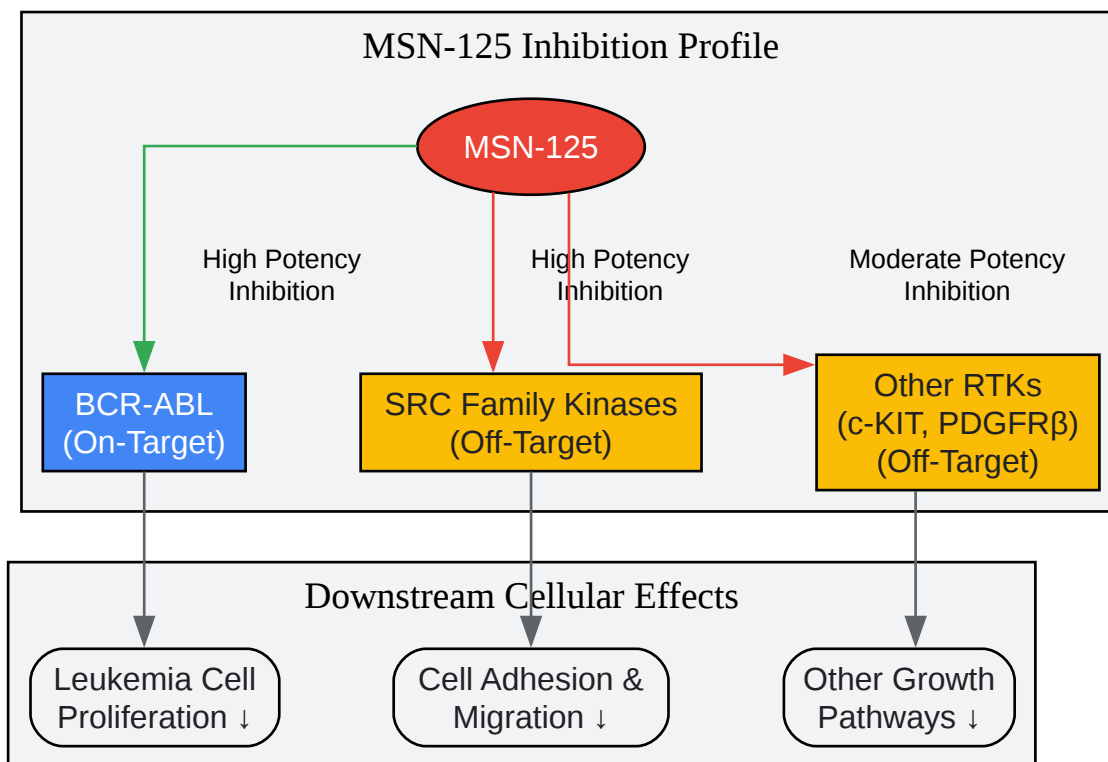 MSN-125 Inhibition Profile
MSN-125
High Potency
Inhibition
High Potency
Inhibition
Moderate Potency
Inhibition
BCR-ABL
(On-Target)
SRC Family Kinases
(Off-Target)
Other RTKs
(c-KIT, PDGFRβ)
(Off-Target)
Downstream Cellular Effects
Leukemia Cell
Proliferation ↓
Cell Adhesion &
Migration ↓
Other Growth
Pathways ↓